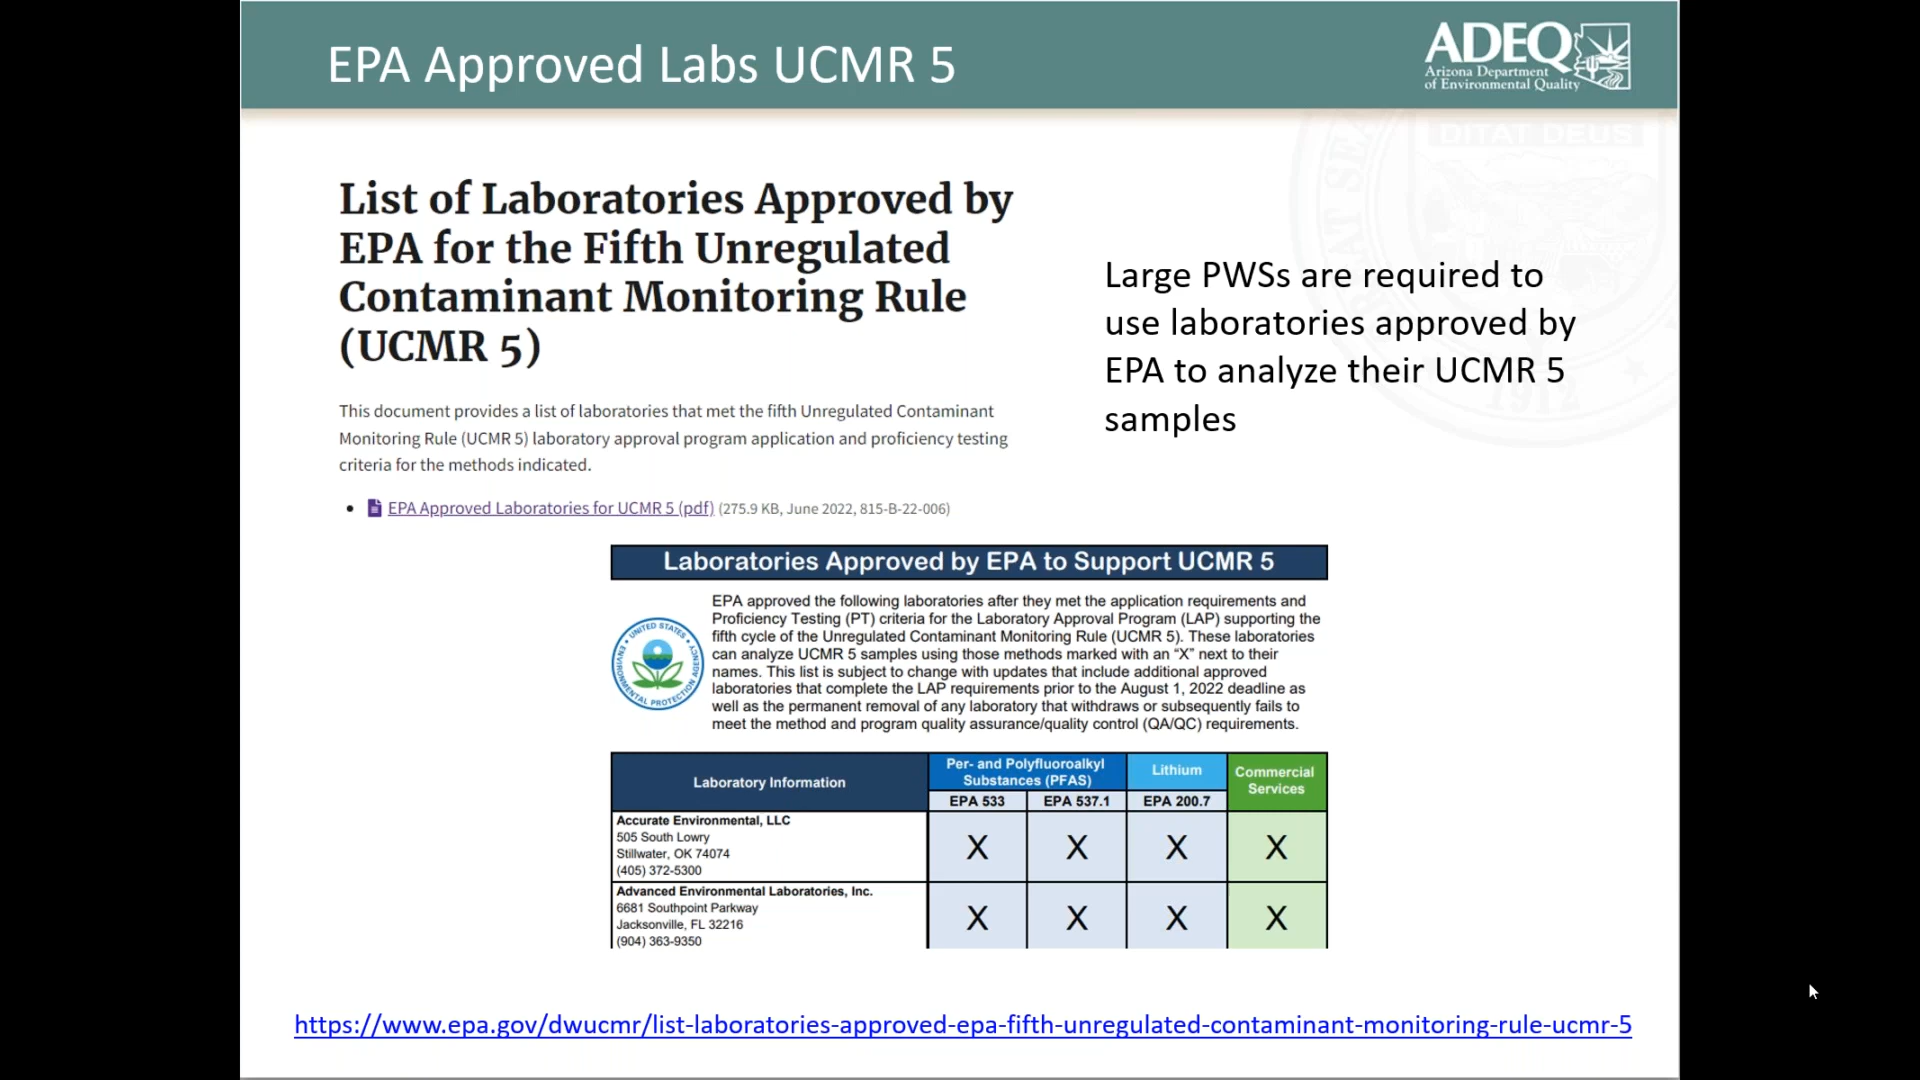 EPA Approved Labs UCMR 5
ADEQ
Arizona Department
of Environmental Quality
DITAT DEUS
List of Laboratories Approved by
EPA for the Fifth Unregulated
Contaminant Monitoring Rule
(UCMR 5)
This document provides a list of laboratories that met the fifth Unregulated Contaminant
Monitoring Rule (UCMR 5) laboratory approval program application and proficiency testing
criteria for the methods indicated.
• EPA Approved Laboratories for UCMR 5 (pdf) (275.9 KB, June 2022, 815-B-22-006)
Large PWSs are required to
use laboratories approved by
EPA to analyze their UCMR 5
samples
1912
Laboratories Approved by EPA to Support UCMR 5
UNITED STATES
ENVIRONMENTAL PROTECTION AGENCY
EPA approved the following laboratories after they met the application requirements and
Proficiency Testing (PT) criteria for the Laboratory Approval Program (LAP) supporting the
fifth cycle of the Unregulated Contaminant Monitoring Rule (UCMR 5). These laboratories
can analyze UCMR 5 samples using those methods marked with an “X” next to their
names. This list is subject to change with updates that include additional approved
laboratories that complete the LAP requirements prior to the August 1, 2022 deadline as
well as the permanent removal of any laboratory that withdraws or subsequently fails to
meet the method and program quality assurance/quality control (QA/QC) requirements.
Laboratory Information
Per- and Polyfluoroalkyl
Substances (PFAS)
Lithium
Commercial
Services
EPA 533 EPA 537.1 EPA 200.7
Accurate Environmental, LLC
505 South Lowry
Stillwater, OK 74074
(405) 372-5300
X X X X
Advanced Environmental Laboratories, Inc.
6681 Southpoint Parkway
Jacksonville, FL 32216
(904) 363-9350
X X X X
https://www.epa.gov/dwucmr/list-laboratories-approved-epa-fifth-unregulated-contaminant-monitoring-rule-ucmr-5